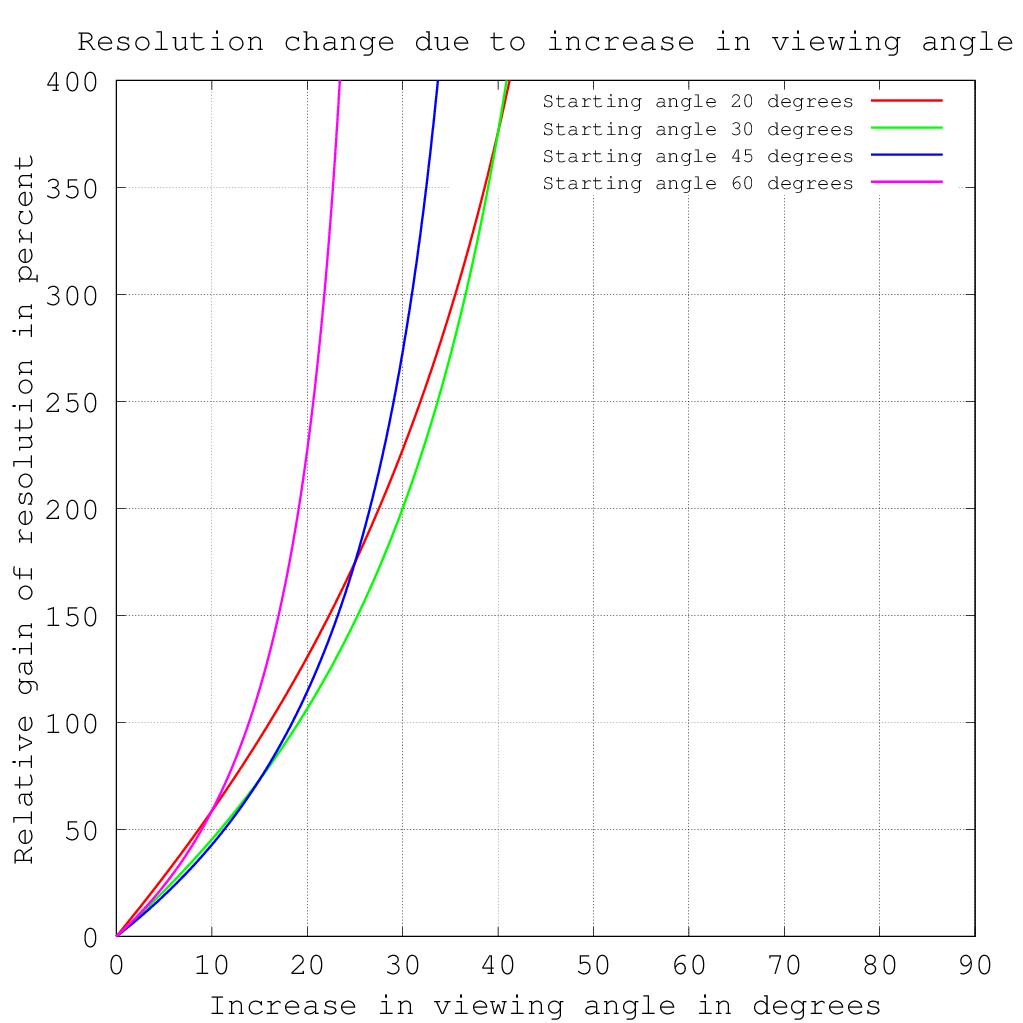 Resolution change due to increase in viewing angle
Relative gain of resolution in percent
400
350
300
250
200
150
100
50
0
Starting angle 20 degrees
Starting angle 30 degrees
Starting angle 45 degrees
Starting angle 60 degrees
0 10 20 30 40 50 60 70 80 90
Increase in viewing angle in degrees